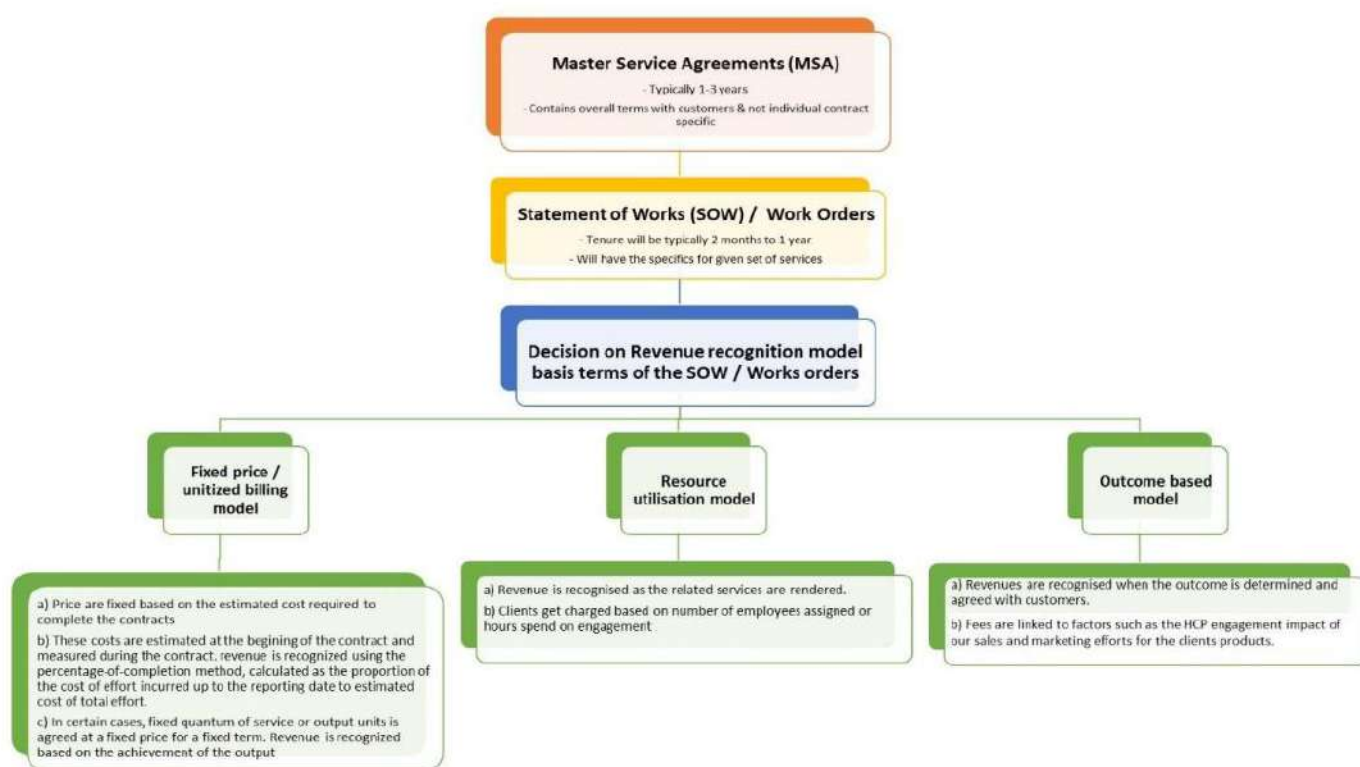 Master Service Agreements (MSA)
- Typically 1-3 years
- Contains overall terms with customers & not individual contract
specific
Statement of Works (SOW) / Work Orders
- Tenure will be typically 2 months to 1 year
- Will have the specifics for given set of services
Decision on Revenue recognition model
basis terms of the SOW / Works orders
Fixed price /
unitized billing
model
a) Price are fixed based on the estimated cost required to
complete the contracts
b) These costs are estimated at the begining of the contract and
measured during the contract. revenue is recognized using the
percentage-of-completion method, calculated as the proportion of
the cost of effort incurred up to the reporting date to estimated
cost of total effort.
c) In certain cases, fixed quantum of service or output units is
agreed at a fixed price for a fixed term. Revenue is recognized
based on the achievement of the output
Resource
utilisation model
a) Revenue is recognised as the related services are rendered.
b) Clients get charged based on number of employees assigned or
hours spend on engagement
Outcome based
model
a) Revenues are recognised when the outcome is determined and
agreed with customers.
b) Fees are linked to factors such as the HCP engagement impact of
our sales and marketing efforts for the clients products.